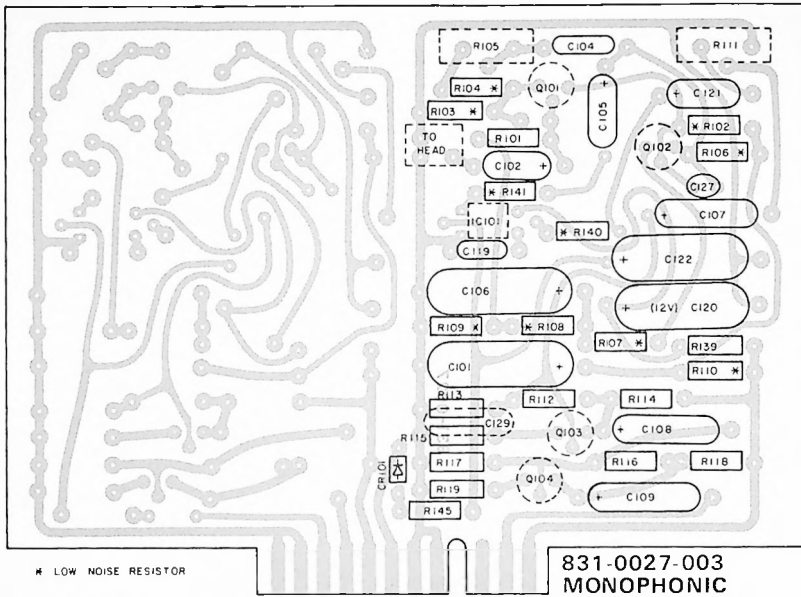 R105
C104
R111
R104 *
Q101
C105 +
+ C121
R103 *
* R102
TO
HEAD
R101
Q102
R106 *
C102 +
* R141
C127
IC101
+ C107
* R140
C119
+ C122
C106 +
+ (12V) C120
R109 *
* R108
R107 *
R139
C101 +
R110 *
R113
R112
R114
C129
R115
Q103
+ C108
CR101
R117
R116
R118
R119
Q104
+ C109
R145
* LOW NOISE RESISTOR
831-0027-003
MONOPHONIC